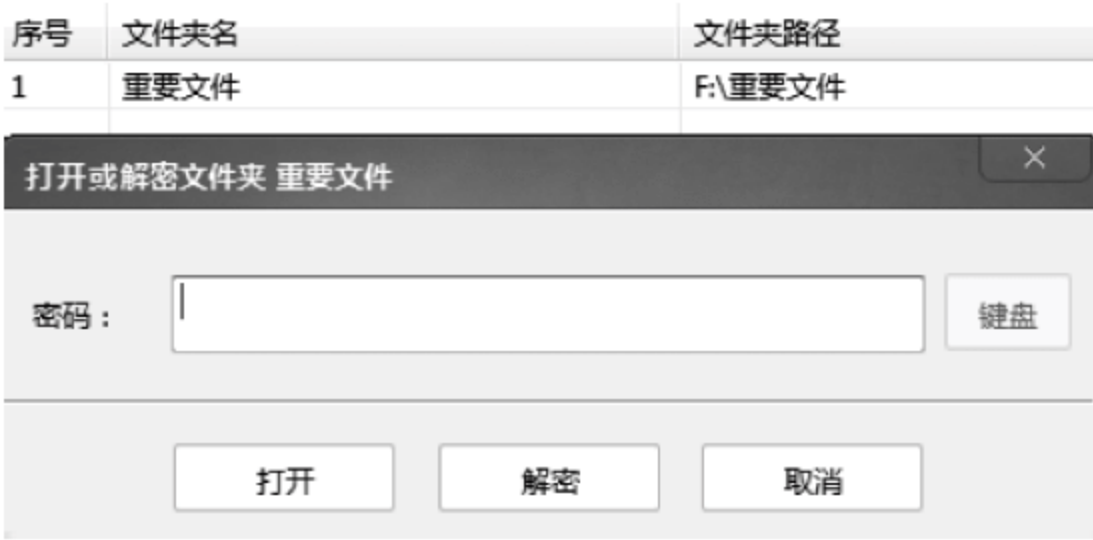 序号 文件夹名 文件夹路径
1 重要文件 F:\重要文件
打开或解密文件夹 重要文件
密码： 键盘
打开 解密 取消